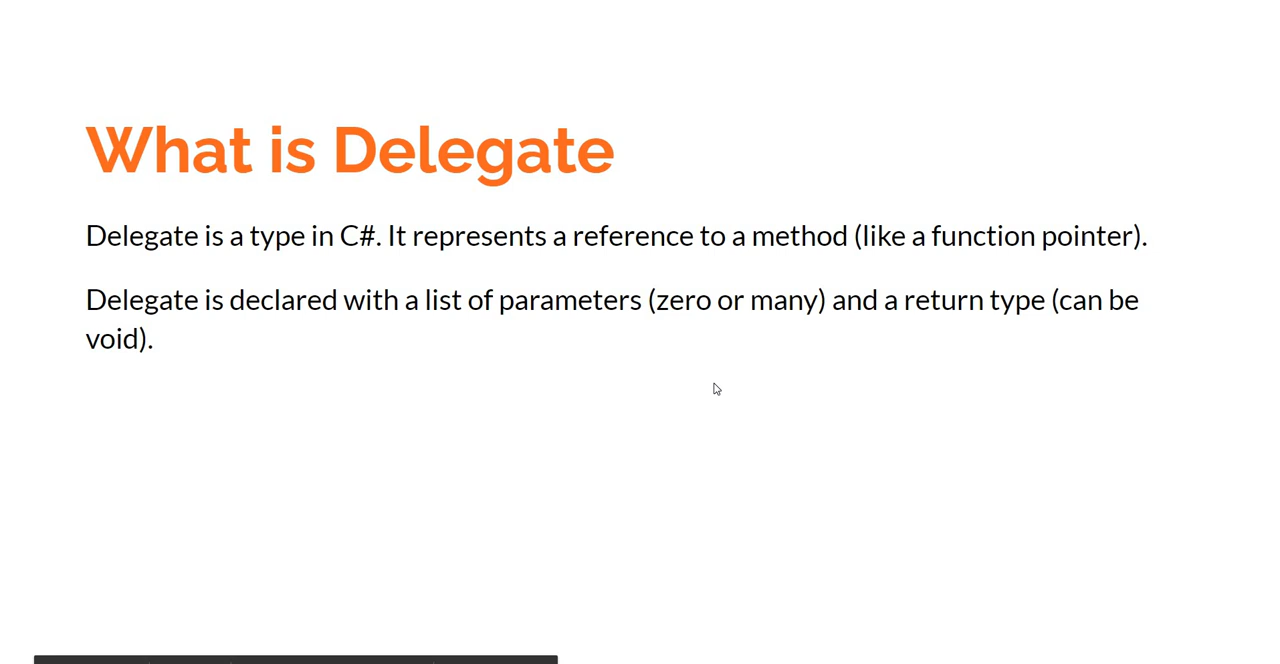 What is Delegate
Delegate is a type in C#. It represents a reference to a method (like a function pointer).
Delegate is declared with a list of parameters (zero or many) and a return type (can be
void).